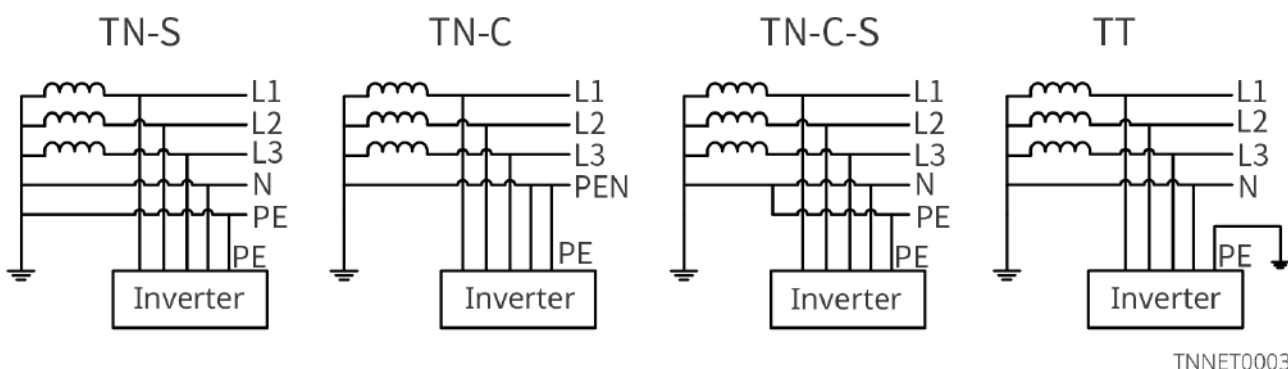 TN-S TN-C TN-C-S TT
L1 L1 L1 L1
L2 L2 L2 L2
L3 L3 L3 L3
N PEN N N
PE PE
PE PE PE PE
Inverter Inverter Inverter Inverter
TNNET0003